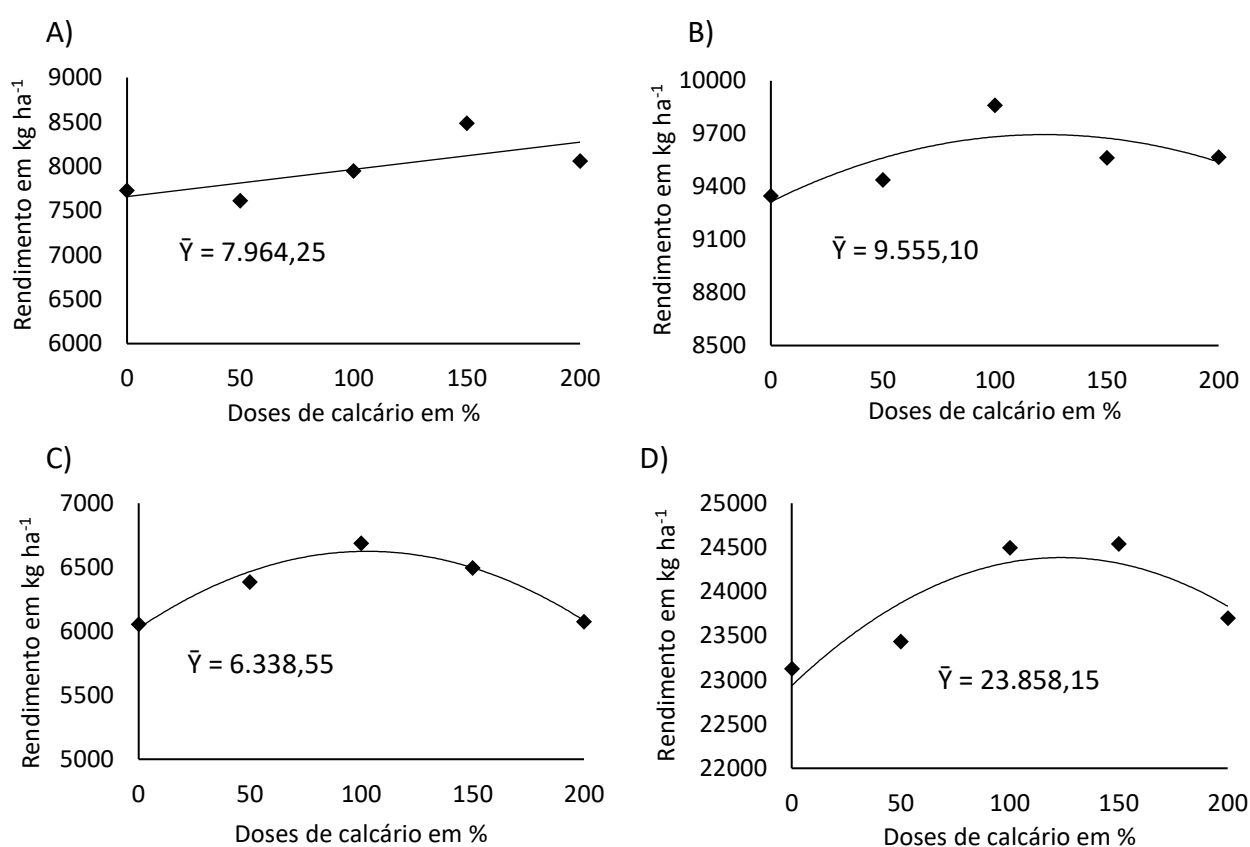 A)
Rendimento em kg ha⁻¹
9000
8500
8000
7500
7000
6500
6000
Ȳ = 7.964,25
0 50 100 150 200
Doses de calcário em %
B)
Rendimento em kg ha⁻¹
10000
9700
9400
9100
8800
8500
Ȳ = 9.555,10
0 50 100 150 200
Doses de calcário em %
C)
Rendimento em kg ha⁻¹
7000
6500
6000
5500
5000
Ȳ = 6.338,55
0 50 100 150 200
Doses de calcário em %
D)
Rendimento em kg ha⁻¹
25000
24500
24000
23500
23000
22500
22000
Ȳ = 23.858,15
0 50 100 150 200
Doses de calcário em %